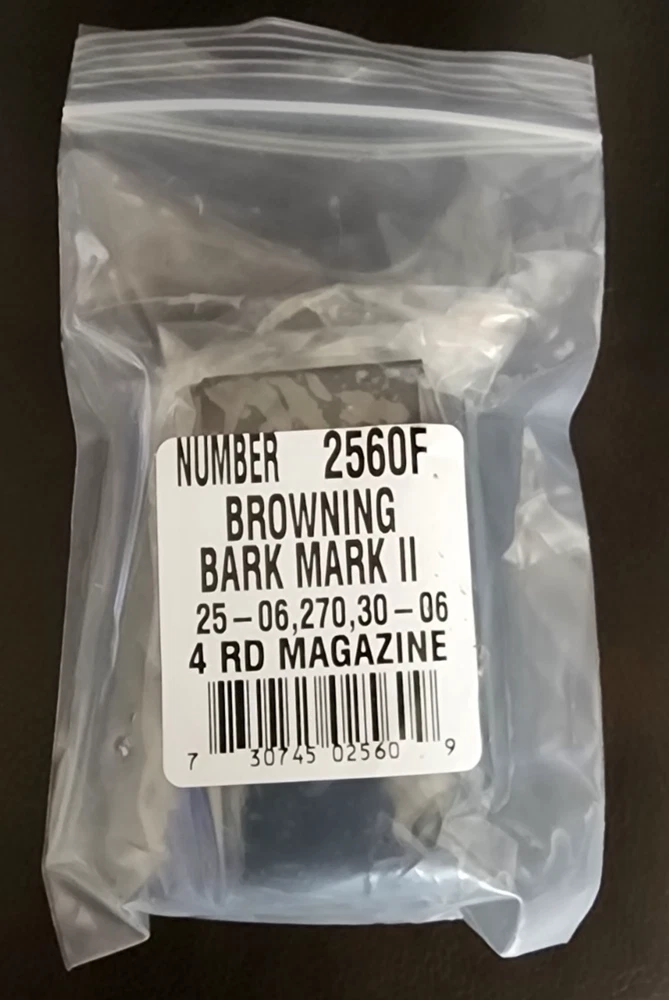 NUMBER 2560F
BROWNING
BARK MARK II
25-06,270,30-06
4 RD MAGAZINE
7 30745 02560 9